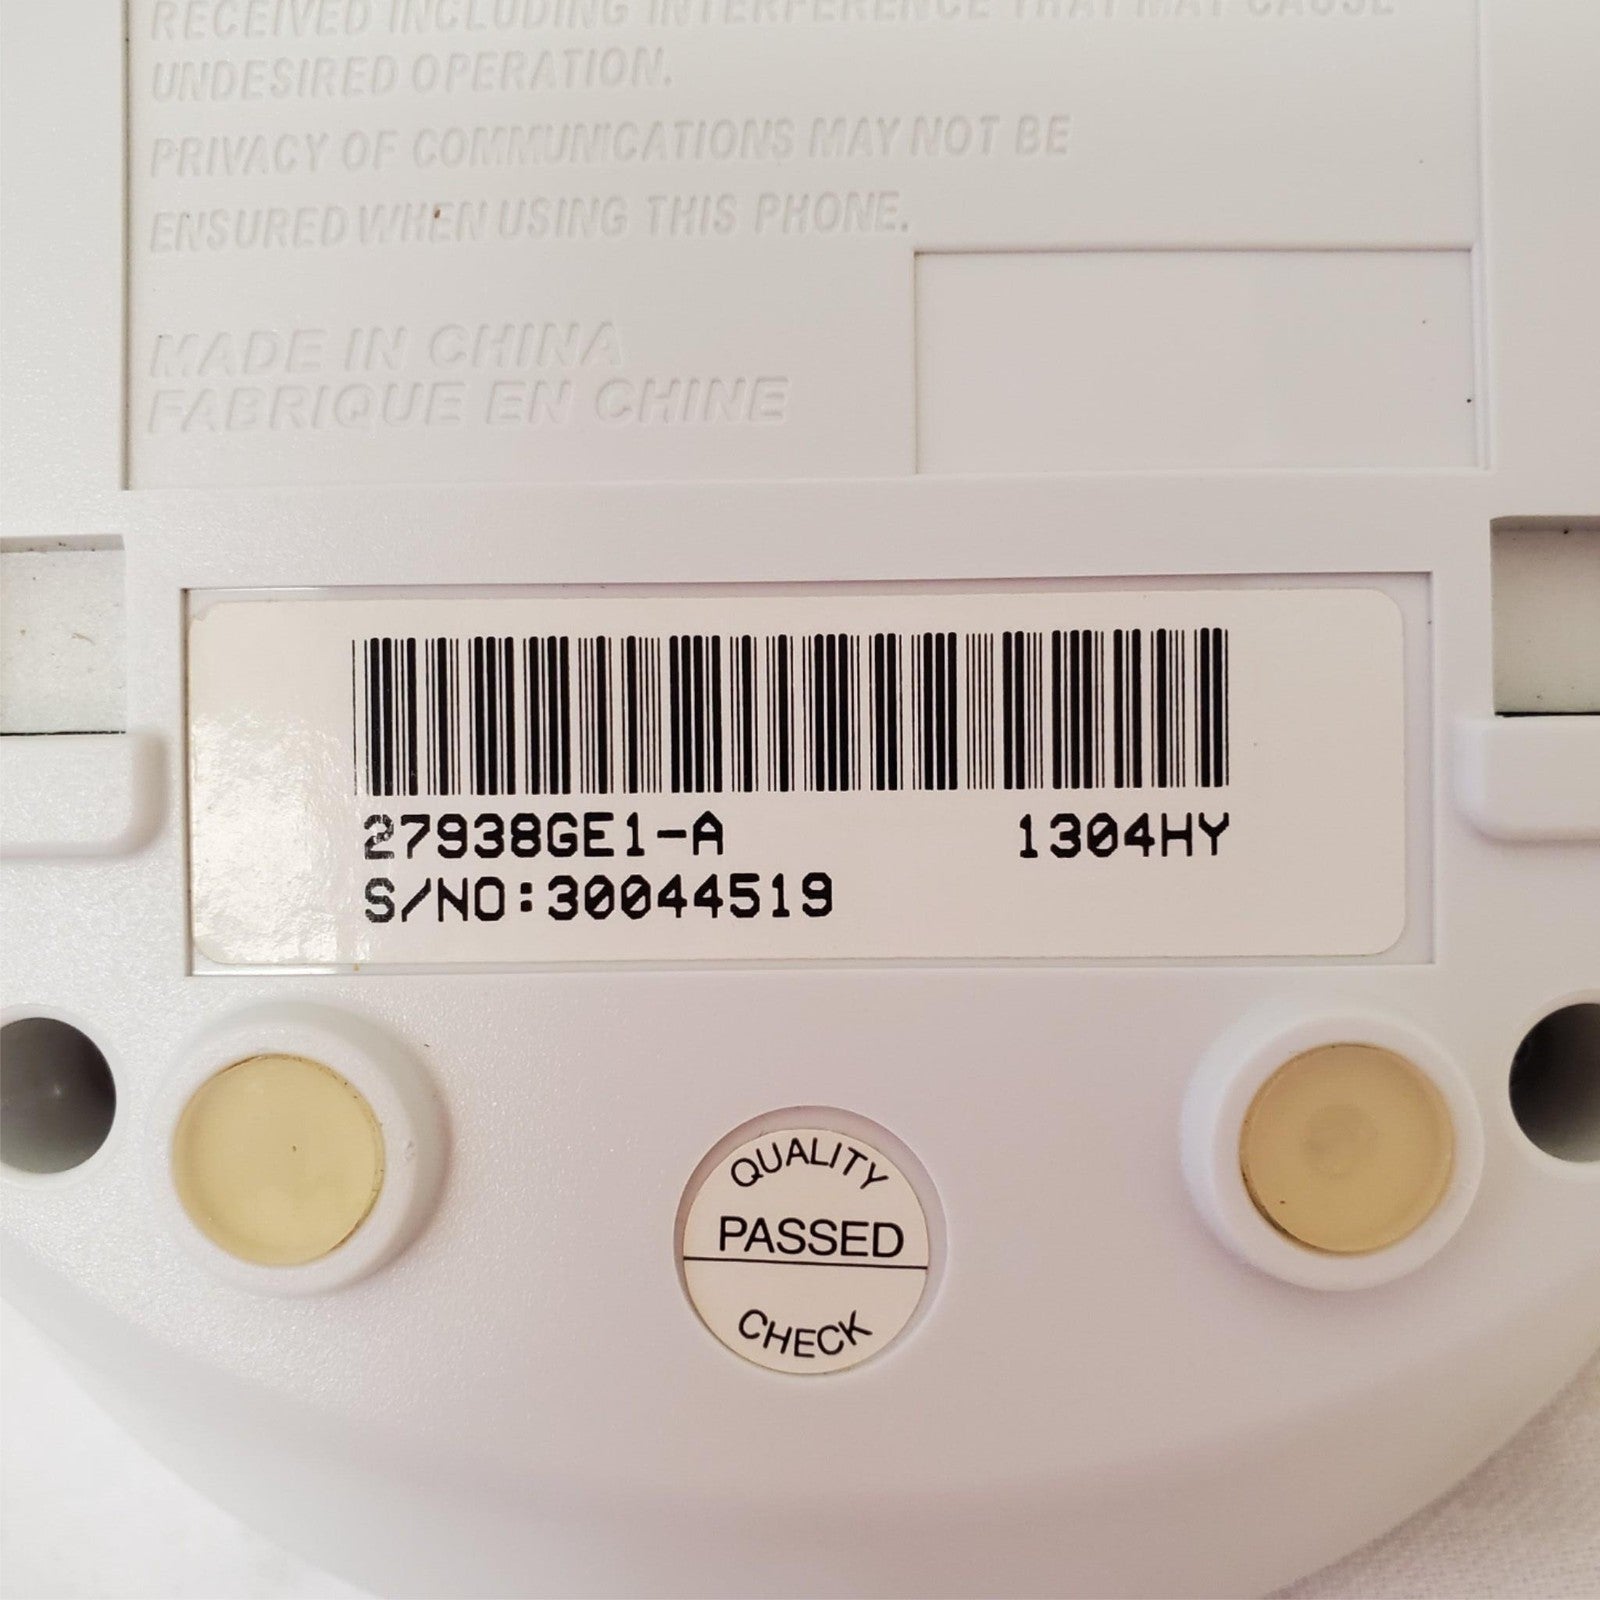 RECEIVED INCLUDING INTERFERENCE THAT MAY CAUSE
UNDESIRED OPERATION.
PRIVACY OF COMMUNICATIONS MAY NOT BE
ENSURED WHEN USING THIS PHONE.
MADE IN CHINA
FABRIQUE EN CHINE
27938GE1-A 1304HY
S/NO:30044519
QUALITY
PASSED
CHECK